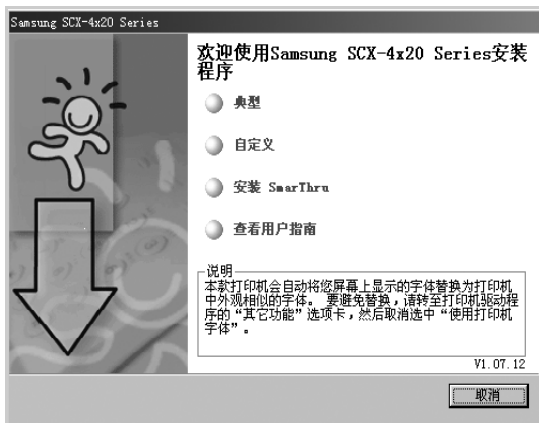 Samsung SCX-4x20 Series
欢迎使用Samsung SCX-4x20 Series安装
程序
典型
自定义
安装 SmarThru
查看用户指南
说明
本款打印机会自动将您屏幕上显示的字体替换为打印机
中外观相似的字体。 要避免替换，请转至打印机驱动程
序的“其它功能”选项卡，然后取消选中“使用打印机
字体”。
V1.07.12
取消